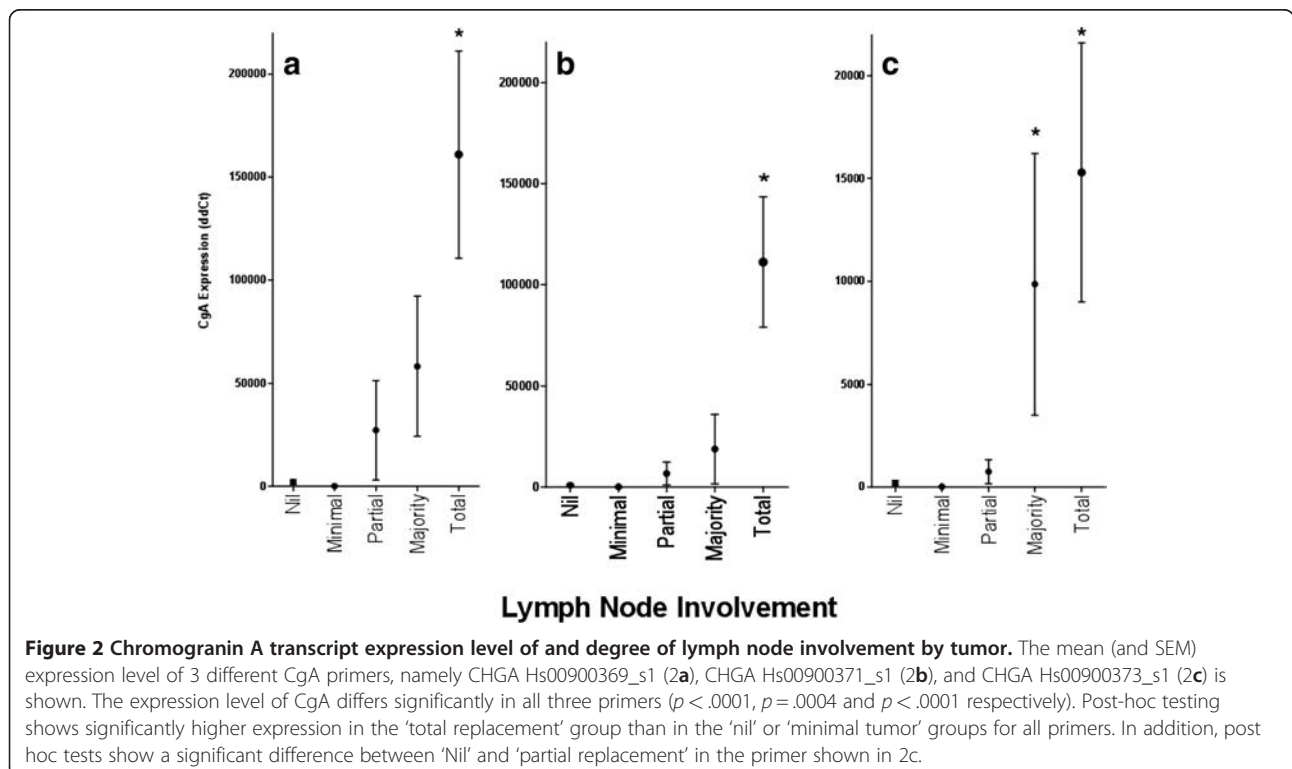 a
b
c
*
*
*
*
CgA Expression (ddCt)
200000
150000
100000
50000
0
Nil
Minimal
Partial
Majority
Total
200000
150000
100000
50000
0
Nil
Minimal
Partial
Majority
Total
20000
15000
10000
5000
0
Nil
Minimal
Partial
Majority
Total
Lymph Node Involvement
Figure 2 Chromogranin A transcript expression level of and degree of lymph node involvement by tumor. The mean (and SEM)
expression level of 3 different CgA primers, namely CHGA Hs00900369_s1 (2a), CHGA Hs00900371_s1 (2b), and CHGA Hs00900373_s1 (2c) is
shown. The expression level of CgA differs significantly in all three primers (p < .0001, p = .0004 and p < .0001 respectively). Post-hoc testing
shows significantly higher expression in the 'total replacement' group than in the 'nil' or 'minimal tumor' groups for all primers. In addition, post
hoc tests show a significant difference between 'Nil' and 'partial replacement' in the primer shown in 2c.